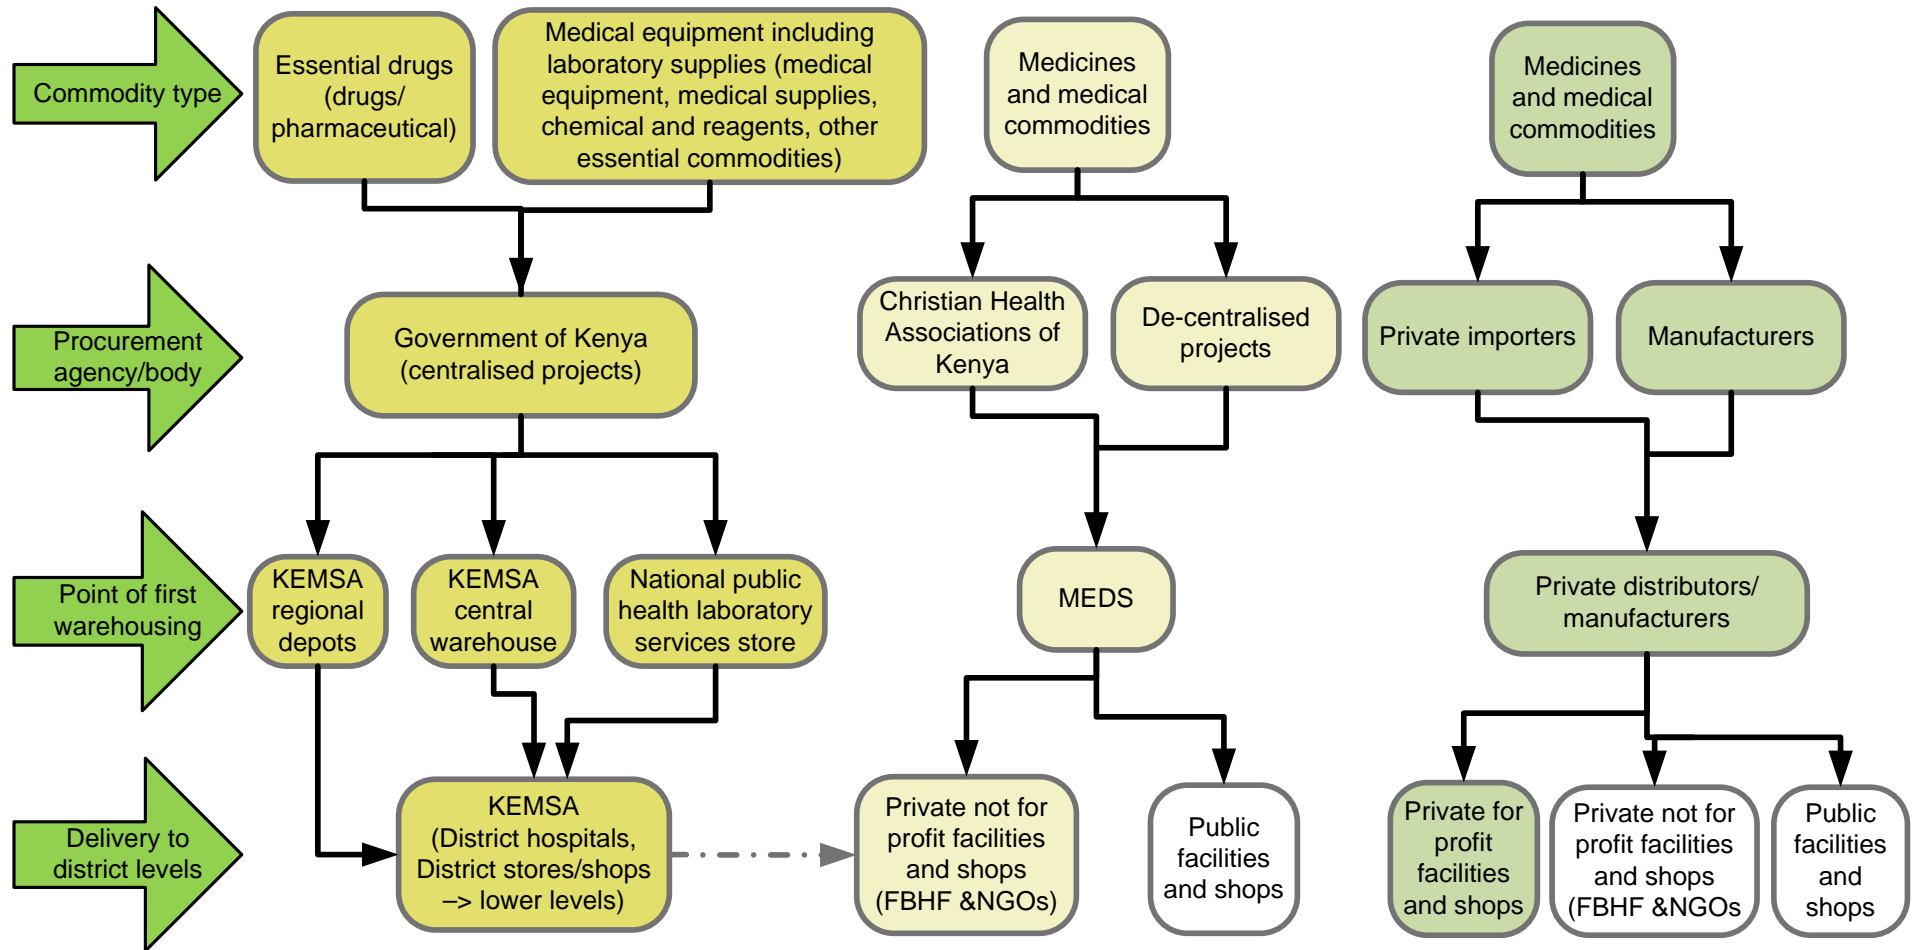 Commodity type
Essential drugs
(drugs/
pharmaceutical)
Medical equipment including
laboratory supplies (medical
equipment, medical supplies,
chemical and reagents, other
essential commodities)
Medicines
and medical
commodities
Medicines
and medical
commodities
Procurement
agency/body
Government of Kenya
(centralised projects)
Christian Health
Associations of
Kenya
De-centralised
projects
Private importers
Manufacturers
Point of first
warehousing
KEMSA
regional
depots
KEMSA
central
warehouse
National public
health laboratory
services store
MEDS
Private distributors/
manufacturers
Delivery to
district levels
KEMSA
(District hospitals,
District stores/shops
–> lower levels)
Private not for
profit facilities
and shops
(FBHF &NGOs)
Public
facilities
and shops
Private for
profit
facilities
and shops
Private not for
profit facilities
and shops
(FBHF &NGOs
Public
facilities
and
shops